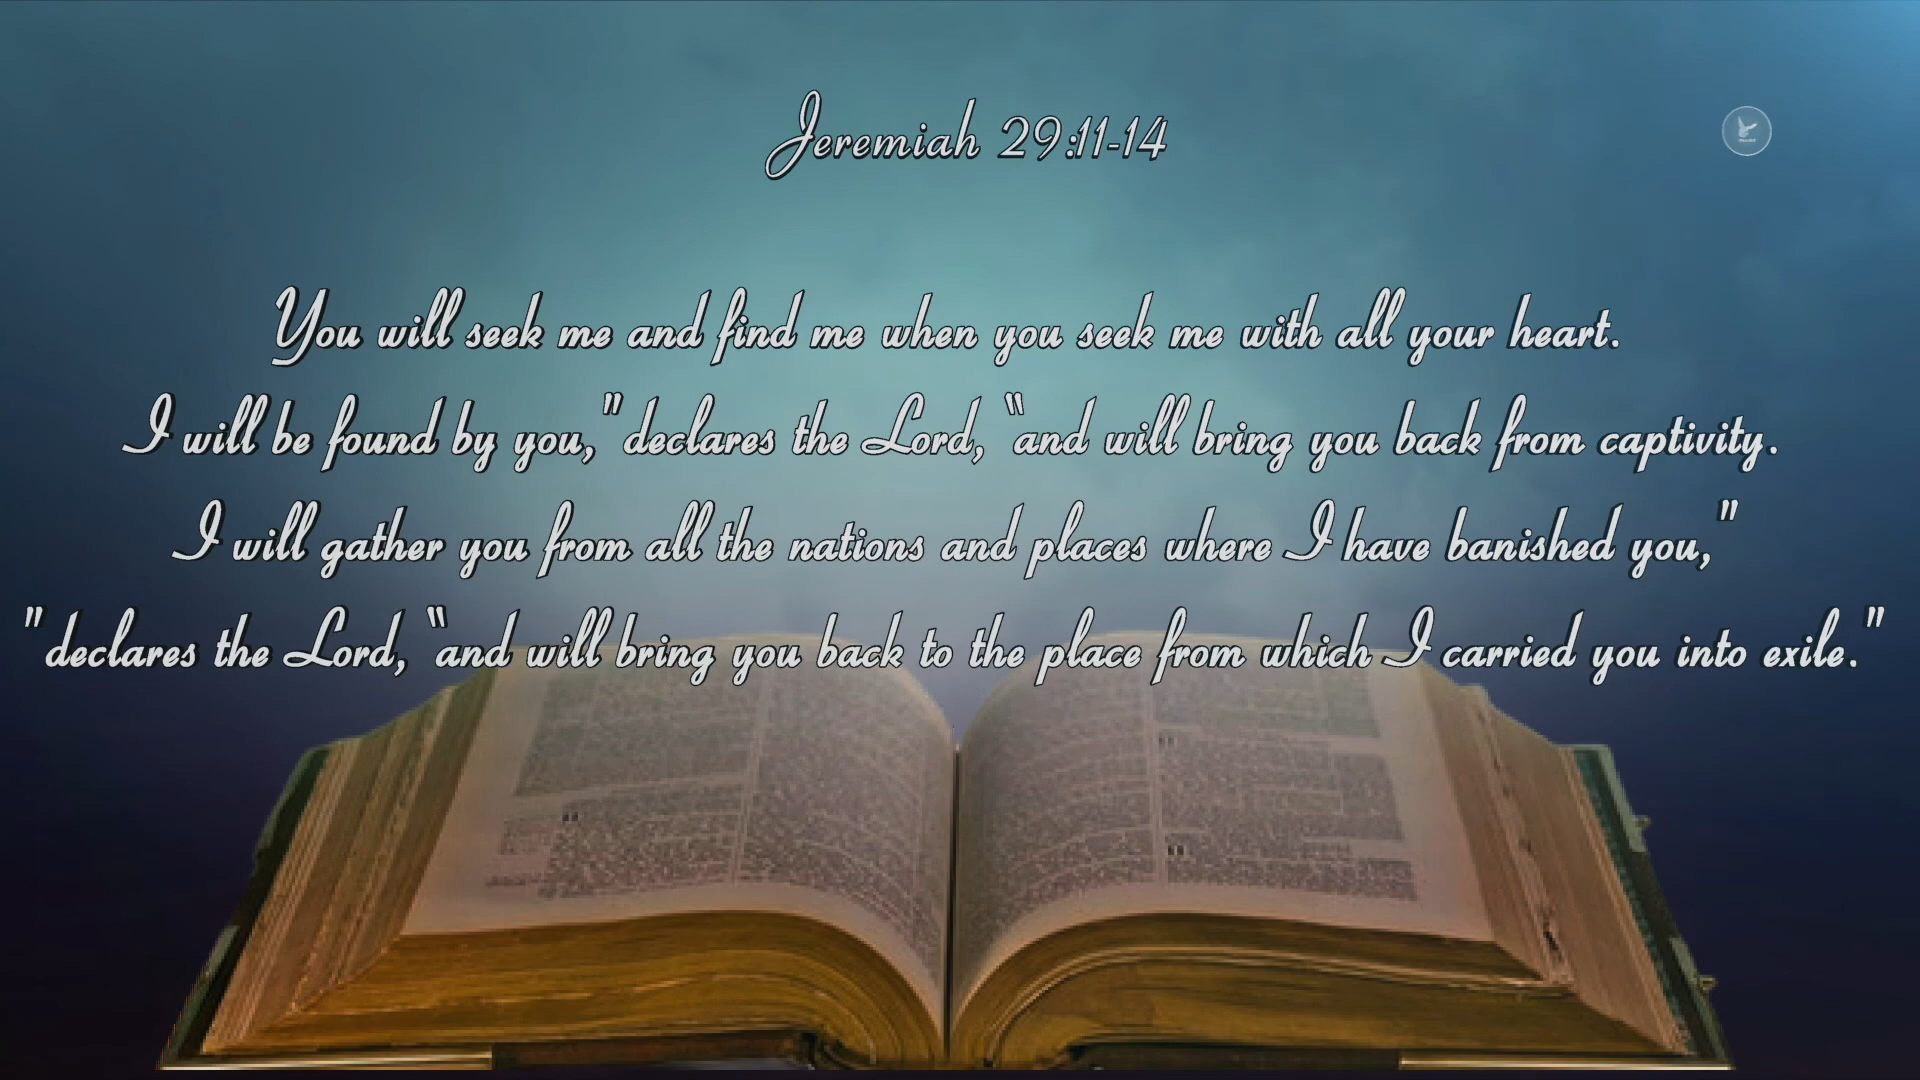 Jeremiah 29:11-14
You will seek me and find me when you seek me with all your heart.
I will be found by you," declares the Lord, “and will bring you back from captivity.
I will gather you from all the nations and places where I have banished you,"
"declares the Lord, “and will bring you back to the place from which I carried you into exile."